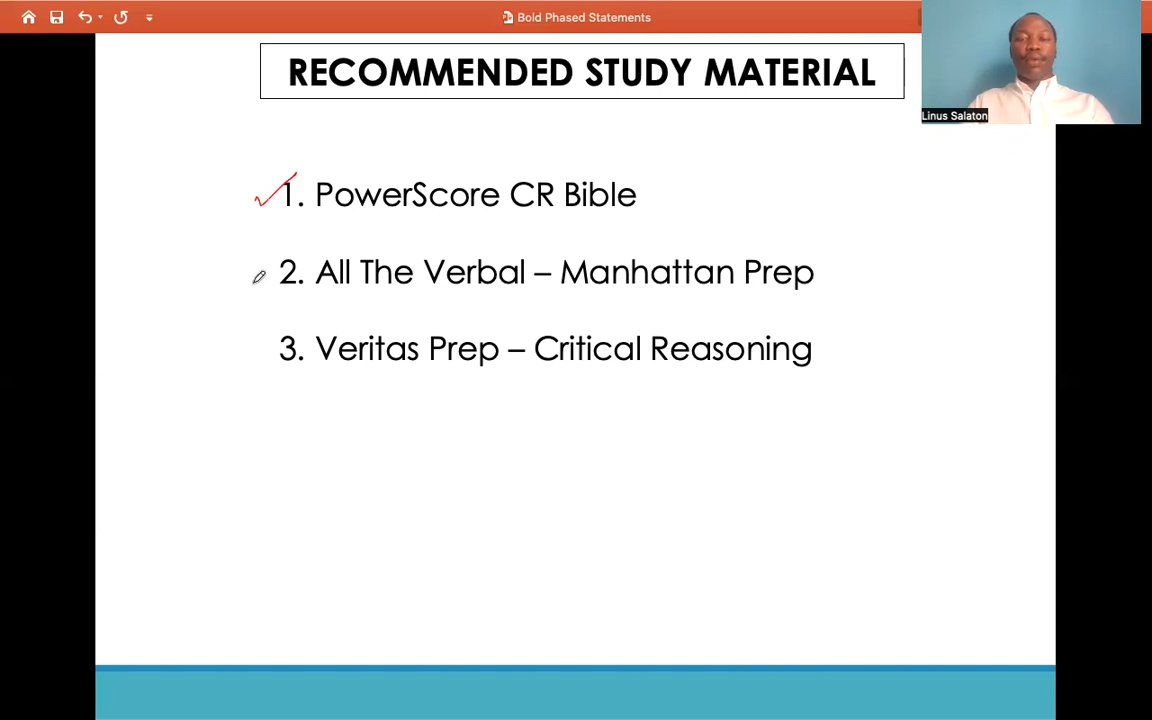 Bold Phased Statements
RECOMMENDED STUDY MATERIAL
Linus Salaton
1. PowerScore CR Bible
2. All The Verbal – Manhattan Prep
3. Veritas Prep – Critical Reasoning